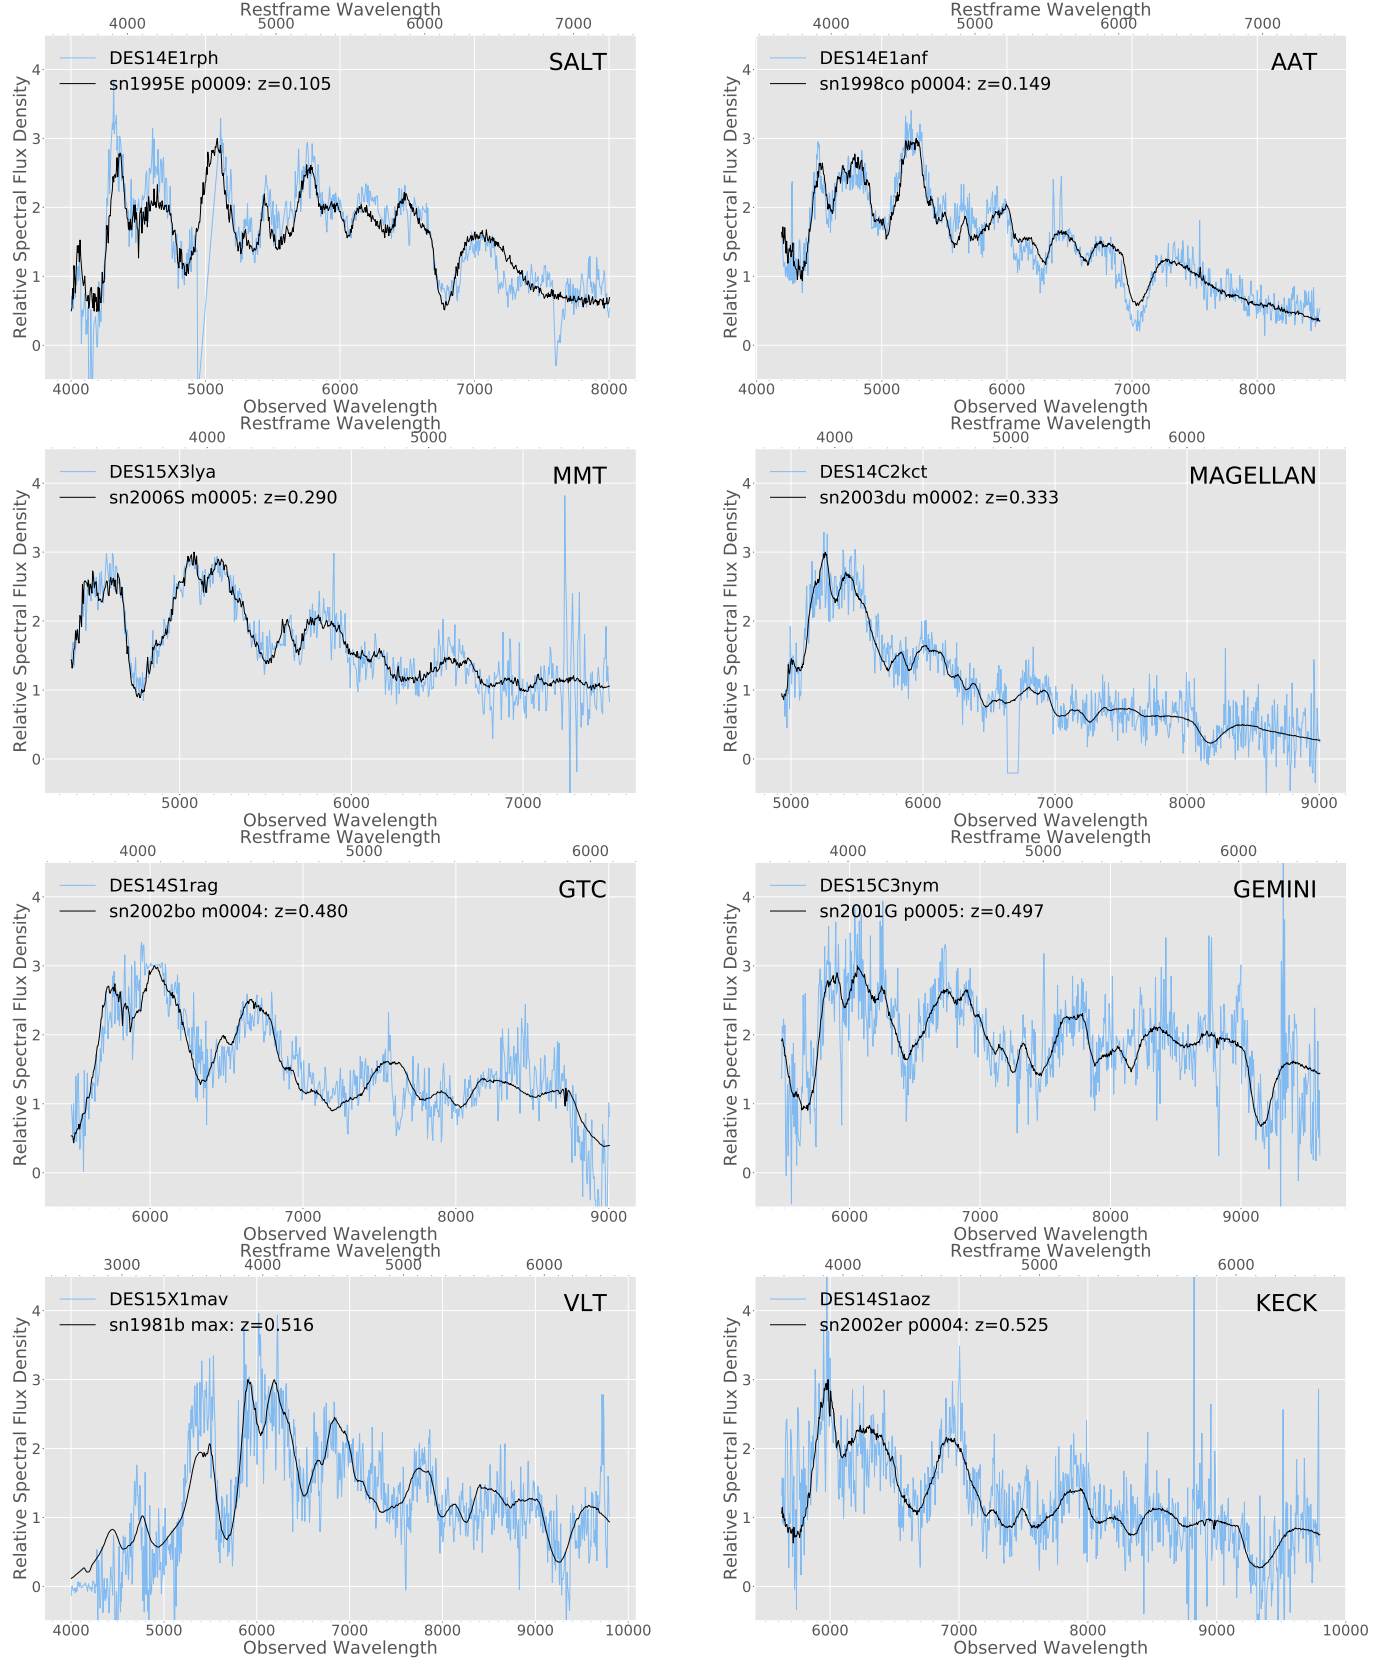 Restframe Wavelength
4000 5000 6000 7000
DES14E1rph
sn1995E p0009: z=0.105
SALT
Relative Spectral Flux Density
4
3
2
1
0
4000 5000 6000 7000 8000
Observed Wavelength
Restframe Wavelength
4000 5000 6000 7000
DES14E1anf
sn1998co p0004: z=0.149
AAT
Relative Spectral Flux Density
4
3
2
1
0
4000 5000 6000 7000 8000
Observed Wavelength
Restframe Wavelength
4000 5000
DES15X3lya
sn2006S m0005: z=0.290
MMT
Relative Spectral Flux Density
4
3
2
1
0
5000 6000 7000
Observed Wavelength
Restframe Wavelength
4000 5000 6000
DES14C2kct
sn2003du m0002: z=0.333
MAGELLAN
Relative Spectral Flux Density
4
3
2
1
0
5000 6000 7000 8000 9000
Observed Wavelength
Restframe Wavelength
4000 5000 6000
DES14S1rag
sn2002bo m0004: z=0.480
GTC
Relative Spectral Flux Density
4
3
2
1
0
6000 7000 8000 9000
Observed Wavelength
Restframe Wavelength
4000 5000 6000
DES15C3nym
sn2001G p0005: z=0.497
GEMINI
Relative Spectral Flux Density
4
3
2
1
0
6000 7000 8000 9000
Observed Wavelength
Restframe Wavelength
3000 4000 5000 6000
DES15X1mav
sn1981b max: z=0.516
VLT
Relative Spectral Flux Density
4
3
2
1
0
4000 5000 6000 7000 8000 9000 10000
Observed Wavelength
Restframe Wavelength
4000 5000 6000
DES14S1aoz
sn2002er p0004: z=0.525
KECK
Relative Spectral Flux Density
4
3
2
1
0
6000 7000 8000 9000 10000
Observed Wavelength